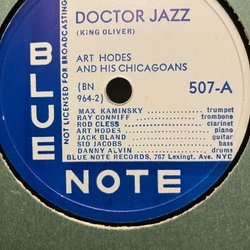 DOCTOR JAZZ
(KING OLIVER)
ART HODES
AND HIS CHICAGOANS
(BN
964-2)
507-A
MAX KAMINSKY trumpet
RAY CONNIFF trombone
ROD CLESS clarinet
ART HODES piano
JACK BLAND guitar
SID JACOBS bass
DANNY ALVIN drums
BLUE NOTE RECORDS, 767 Lexingt. Ave. NYC
BLUE
NOTE
NOT LICENSED FOR BROADCASTING